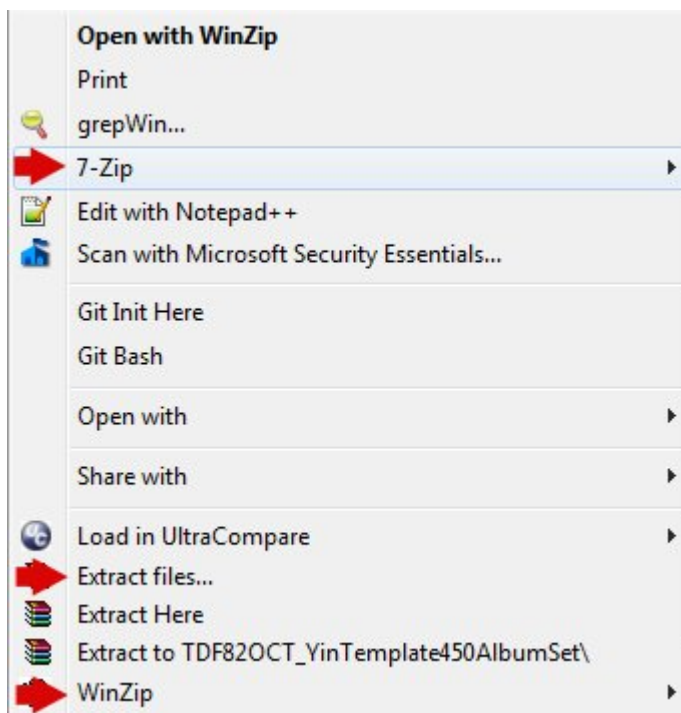 Open with WinZip
Print
grepWin...
7-Zip
Edit with Notepad++
Scan with Microsoft Security Essentials...
Git Init Here
Git Bash
Open with
Share with
Load in UltraCompare
Extract files...
Extract Here
Extract to TDF82OCT_YinTemplate450AlbumSet\
WinZip